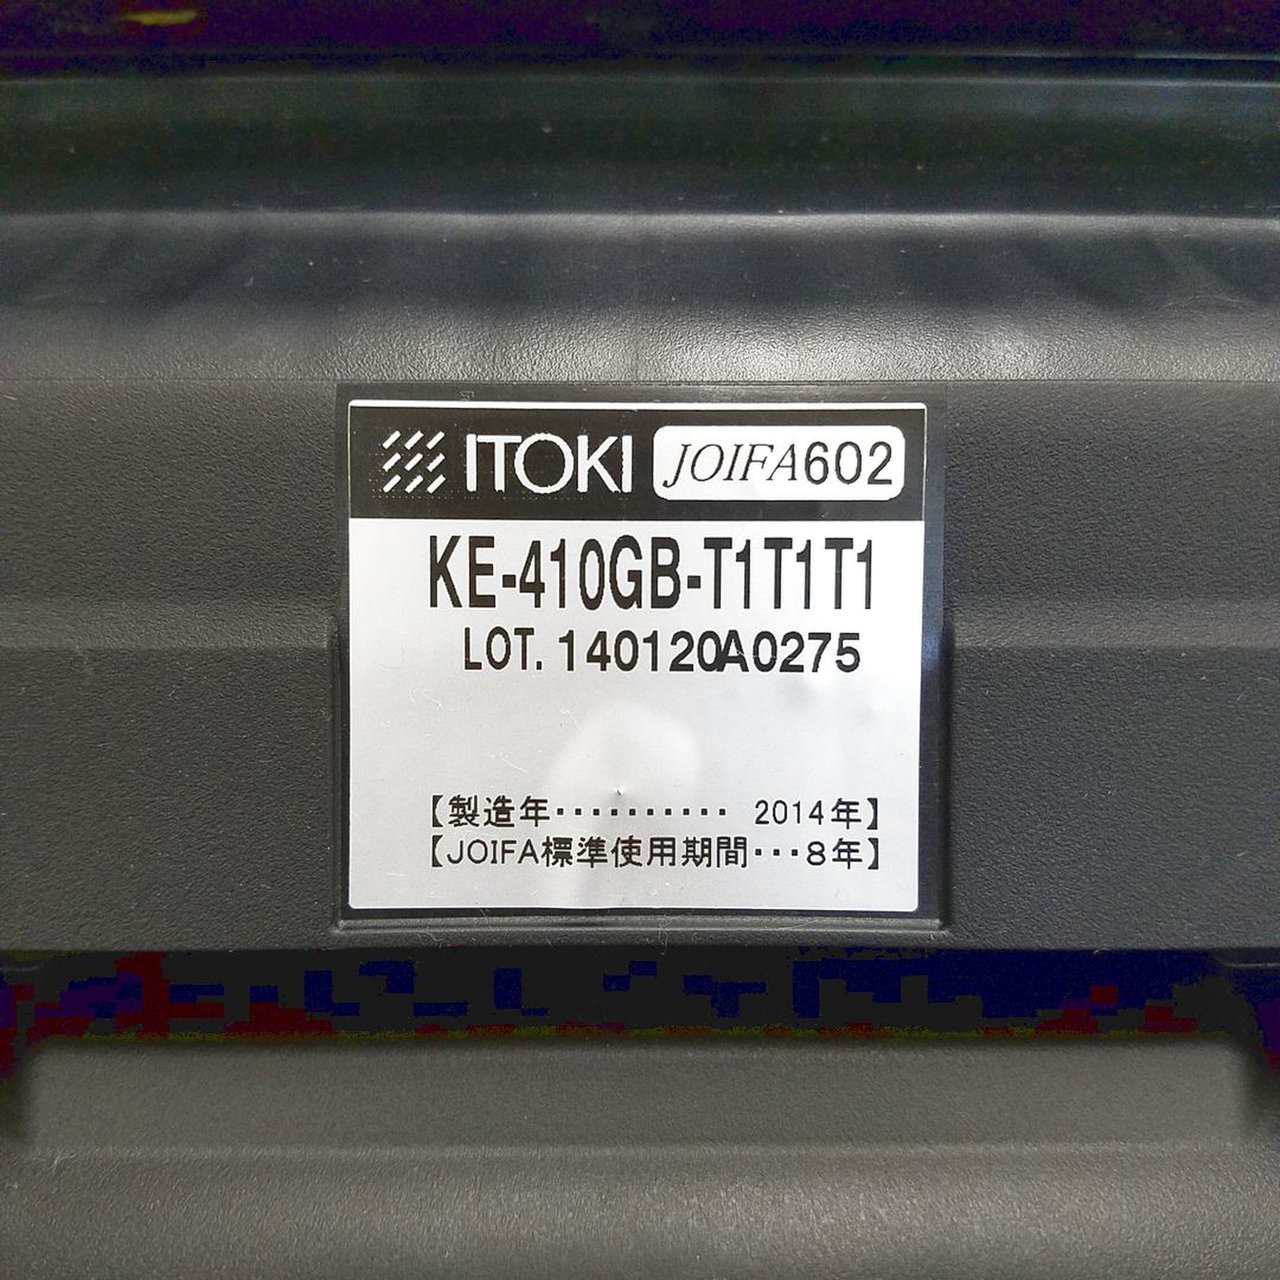 ITOKI JOIFA602
KE-410GB-T1T1T1
LOT. 140120A0275
【製造年・・・・・・・・・・ 2014年】
【JOIFA標準使用期間・・・8年】